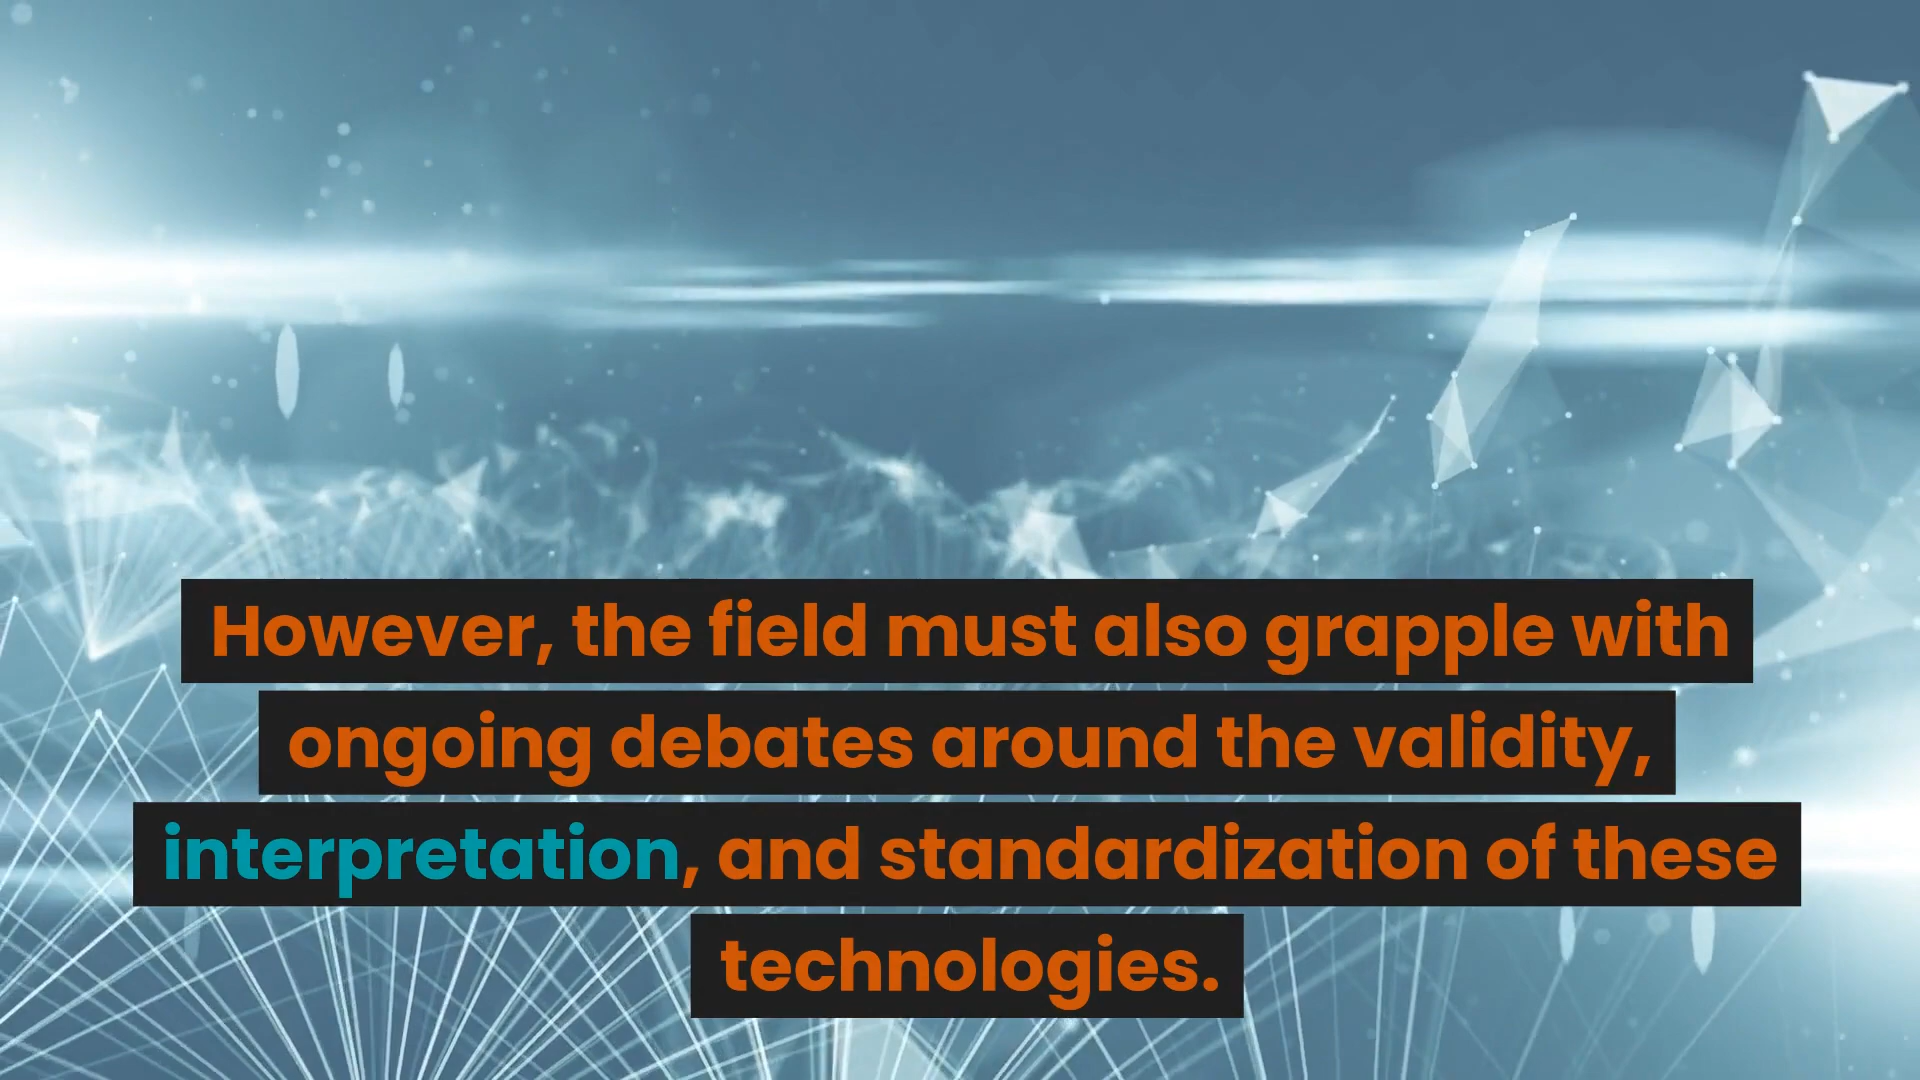 However, the field must also grapple with
ongoing debates around the validity,
interpretation, and standardization of these
technologies.